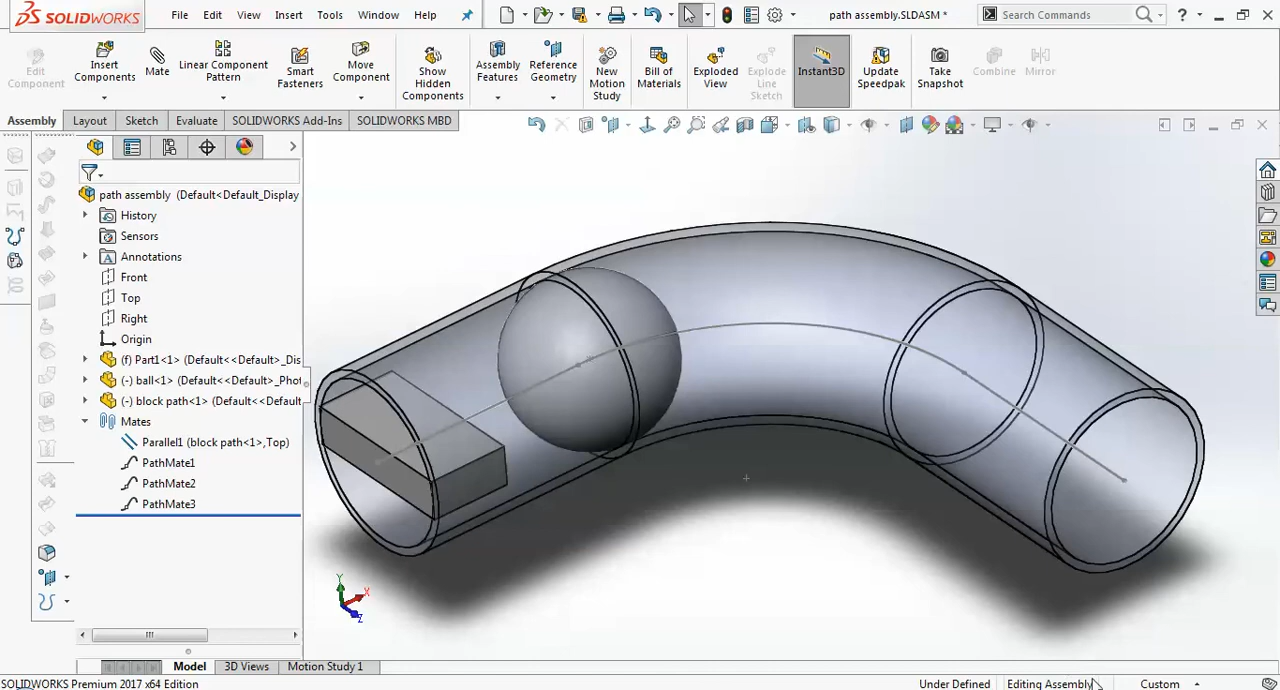 SOLIDWORKS
File Edit View Insert Tools Window Help
path assembly.SLDASM *
Search Commands
?
Edit Component
Insert Components
Mate
Linear Component Pattern
Smart Fasteners
Move Component
Show Hidden Components
Assembly Features
Reference Geometry
New Motion Study
Bill of Materials
Exploded View
Explode Line Sketch
Instant3D
Update Speedpak
Take Snapshot
Combine
Mirror
Assembly Layout Sketch Evaluate SOLIDWORKS Add-Ins SOLIDWORKS MBD
path assembly (Default<Default_Display
History
Sensors
Annotations
Front
Top
Right
Origin
(f) Part1<1> (Default<<Default>_Dis
(-) ball<1> (Default<<Default>_Phot
(-) block path<1> (Default<<Default
Mates
Parallel1 (block path<1>,Top)
PathMate1
PathMate2
PathMate3
Y
X
Z
Model 3D Views Motion Study 1
SOLIDWORKS Premium 2017 x64 Edition
Under Defined
Editing Assembly
Custom